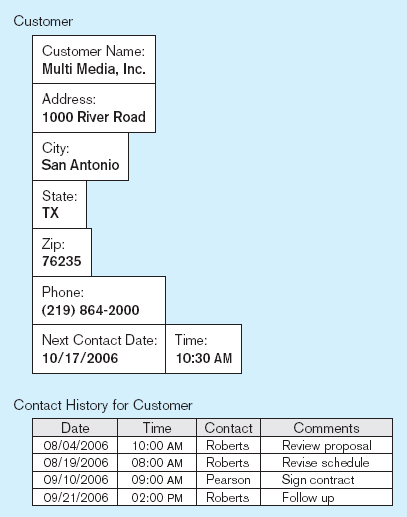 Customer
Customer Name:
Multi Media, Inc.
Address:
1000 River Road
City:
San Antonio
State:
TX
Zip:
76235
Phone:
(219) 864-2000
Next Contact Date: Time:
10/17/2006 10:30 AM
Contact History for Customer
Date Time Contact Comments
08/04/2006 10:00 AM Roberts Review proposal
08/19/2006 08:00 AM Roberts Revise schedule
09/10/2006 09:00 AM Pearson Sign contract
09/21/2006 02:00 PM Roberts Follow up